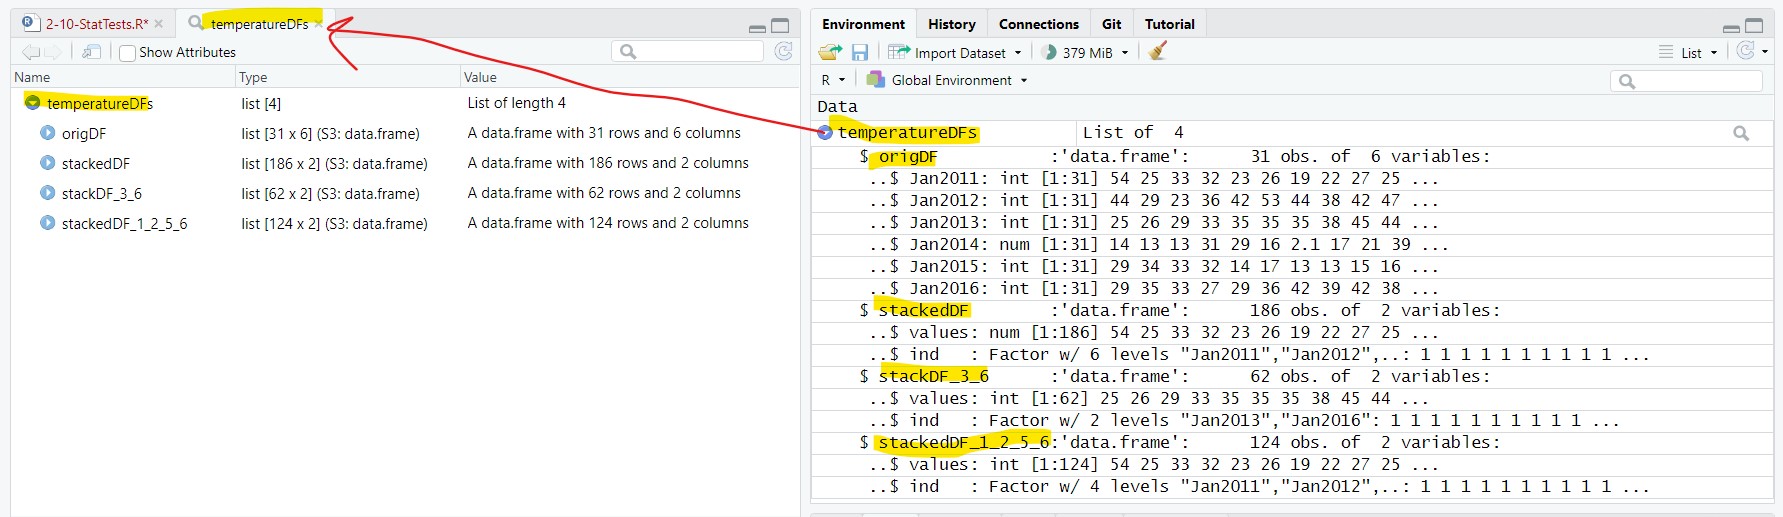 2-10-StatTests.R* temperatureDFs
Show Attributes
Name Type Value
temperatureDFs list [4] List of length 4
origDF list [31 x 6] (S3: data.frame) A data.frame with 31 rows and 6 columns
stackedDF list [186 x 2] (S3: data.frame) A data.frame with 186 rows and 2 columns
stackDF_3_6 list [62 x 2] (S3: data.frame) A data.frame with 62 rows and 2 columns
stackedDF_1_2_5_6 list [124 x 2] (S3: data.frame) A data.frame with 124 rows and 2 columns
Environment History Connections Git Tutorial
Import Dataset 379 MiB List
R Global Environment
Data
temperatureDFs List of 4
$ origDF :'data.frame': 31 obs. of 6 variables:
..$ Jan2011: int [1:31] 54 25 33 32 23 26 19 22 27 25 ...
..$ Jan2012: int [1:31] 44 29 23 36 42 53 44 38 42 47 ...
..$ Jan2013: int [1:31] 25 26 29 33 35 35 35 38 45 44 ...
..$ Jan2014: num [1:31] 14 13 13 31 29 16 2.1 17 21 39 ...
..$ Jan2015: int [1:31] 29 34 33 32 14 17 13 13 15 16 ...
..$ Jan2016: int [1:31] 29 35 33 27 29 36 42 39 42 38 ...
$ stackedDF :'data.frame': 186 obs. of 2 variables:
..$ values: num [1:186] 54 25 33 32 23 26 19 22 27 25 ...
..$ ind : Factor w/ 6 levels "Jan2011","Jan2012",..: 1 1 1 1 1 1 1 1 1 1 ...
$ stackDF_3_6 :'data.frame': 62 obs. of 2 variables:
..$ values: int [1:62] 25 26 29 33 35 35 35 38 45 44 ...
..$ ind : Factor w/ 2 levels "Jan2013","Jan2016": 1 1 1 1 1 1 1 1 1 1 ...
$ stackedDF_1_2_5_6:'data.frame': 124 obs. of 2 variables:
..$ values: int [1:124] 54 25 33 32 23 26 19 22 27 25 ...
..$ ind : Factor w/ 4 levels "Jan2011","Jan2012",..: 1 1 1 1 1 1 1 1 1 1 ...